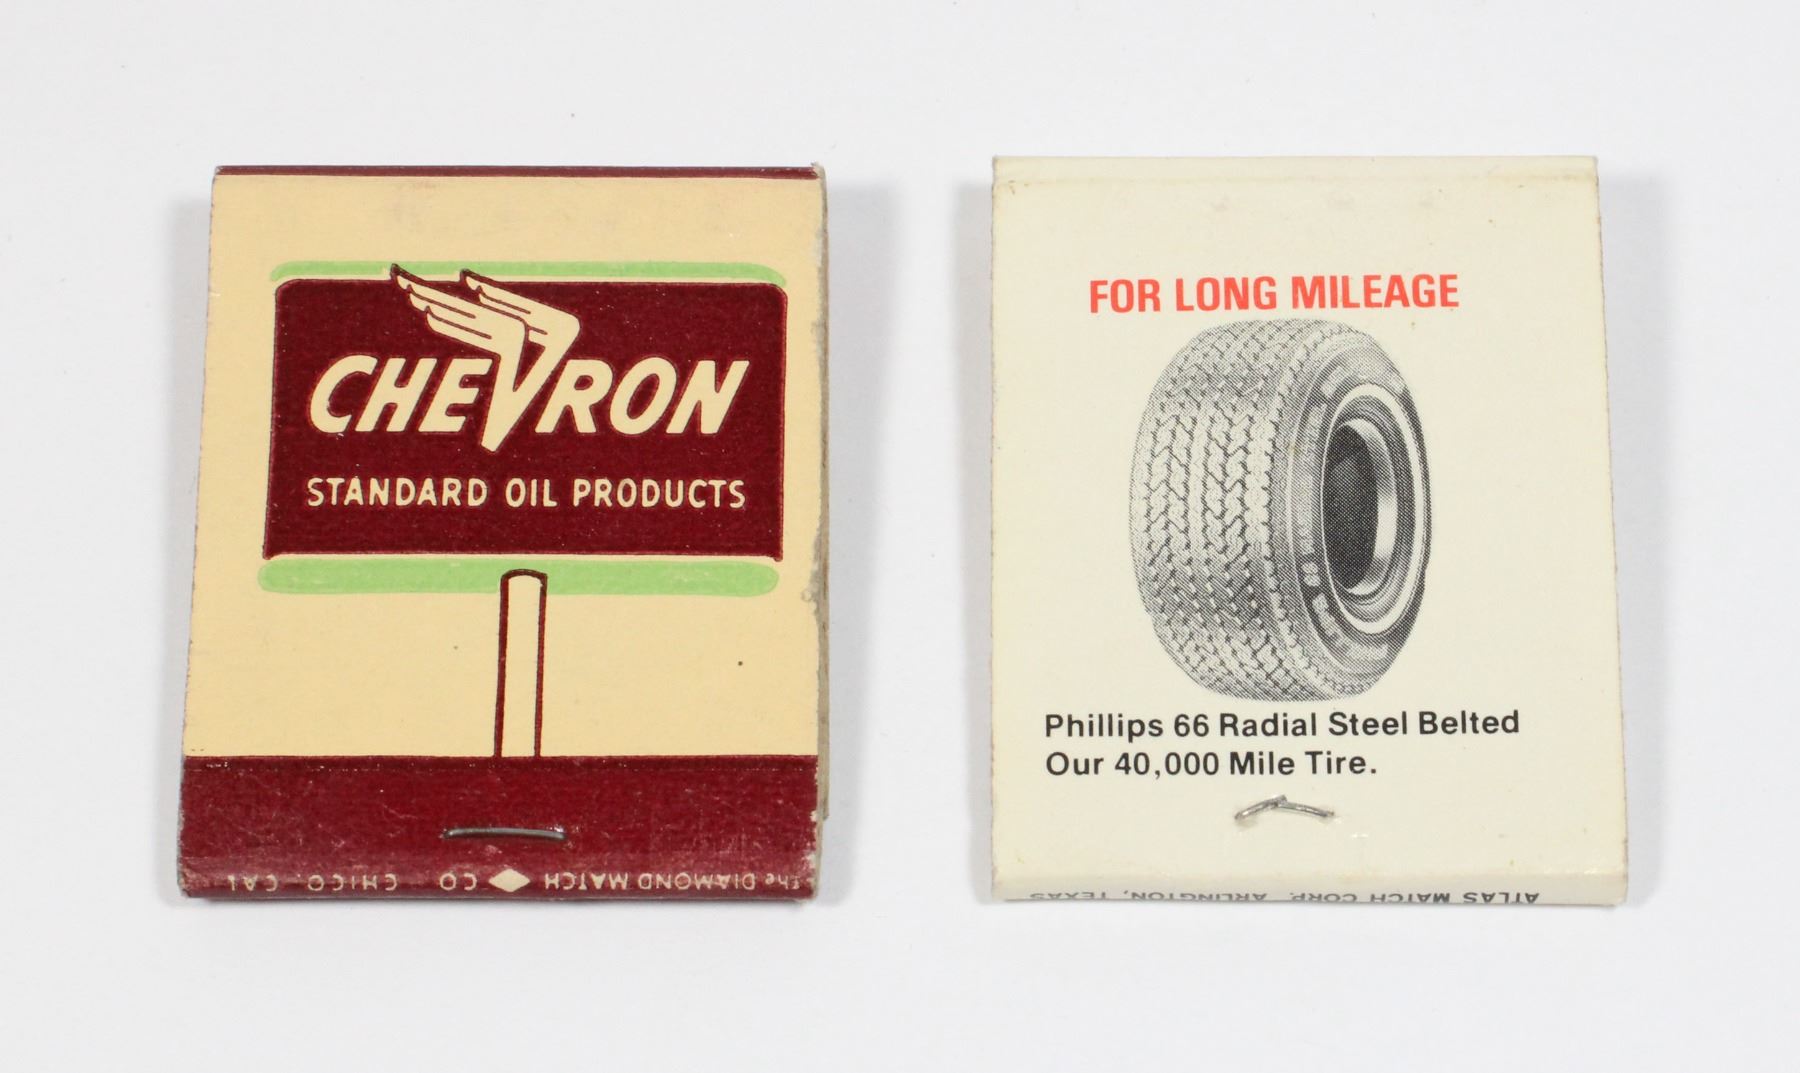 CHEVRON
STANDARD OIL PRODUCTS
The DIAMOND MATCH CO CHICO. CAL
FOR LONG MILEAGE
66
Phillips 66 Radial Steel Belted
Our 40,000 Mile Tire.
ATLAS MATCH CORP. ARLINGTON, TEXAS